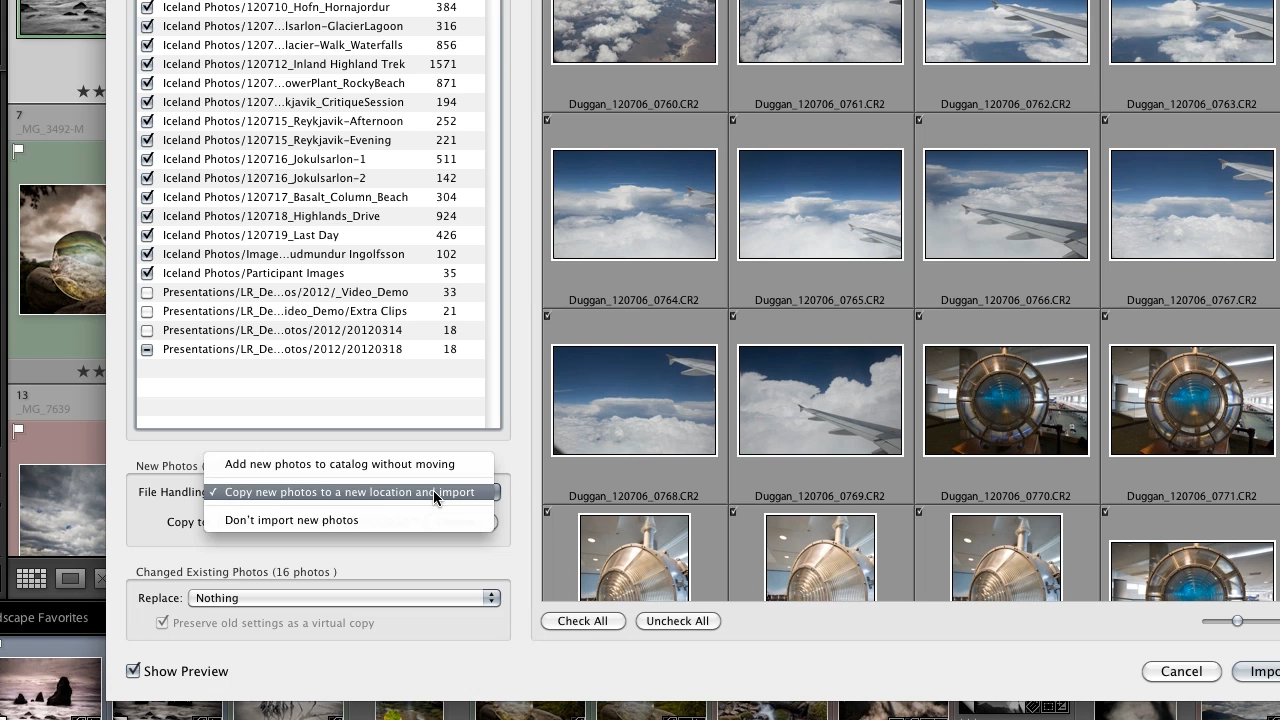 ★★
7
_MG_3492-M
★★
13
_MG_7639
scape Favorites
Iceland Photos/120710_Hofn_Hornajordur 384
Iceland Photos/1207...lsarlon-GlacierLagoon 316
Iceland Photos/1207...lacier-Walk_Waterfalls 856
Iceland Photos/120712_Inland Highland Trek 1571
Iceland Photos/1207...owerPlant_RockyBeach 871
Iceland Photos/1207...kjavik_CritiqueSession 194
Iceland Photos/120715_Reykjavik-Afternoon 252
Iceland Photos/120715_Reykjavik-Evening 221
Iceland Photos/120716_Jokulsarlon-1 511
Iceland Photos/120716_Jokulsarlon-2 142
Iceland Photos/120717_Basalt_Column_Beach 304
Iceland Photos/120718_Highlands_Drive 924
Iceland Photos/120719_Last Day 426
Iceland Photos/Image...udmundur Ingolfsson 102
Iceland Photos/Participant Images 35
Presentations/LR_De...os/2012/_Video_Demo 33
Presentations/LR_De...ideo_Demo/Extra Clips 21
Presentations/LR_De...otos/2012/20120314 18
Presentations/LR_De...otos/2012/20120318 18
New Photos (
Add new photos to catalog without moving
File Handling
✓ Copy new photos to a new location and import
Copy to
Don't import new photos
Changed Existing Photos (16 photos )
Replace: Nothing
Preserve old settings as a virtual copy
Show Preview
Duggan_120706_0760.CR2 Duggan_120706_0761.CR2 Duggan_120706_0762.CR2 Duggan_120706_0763.CR2
Duggan_120706_0764.CR2 Duggan_120706_0765.CR2 Duggan_120706_0766.CR2 Duggan_120706_0767.CR2
Duggan_120706_0768.CR2 Duggan_120706_0769.CR2 Duggan_120706_0770.CR2 Duggan_120706_0771.CR2
Check All Uncheck All
Cancel Impo